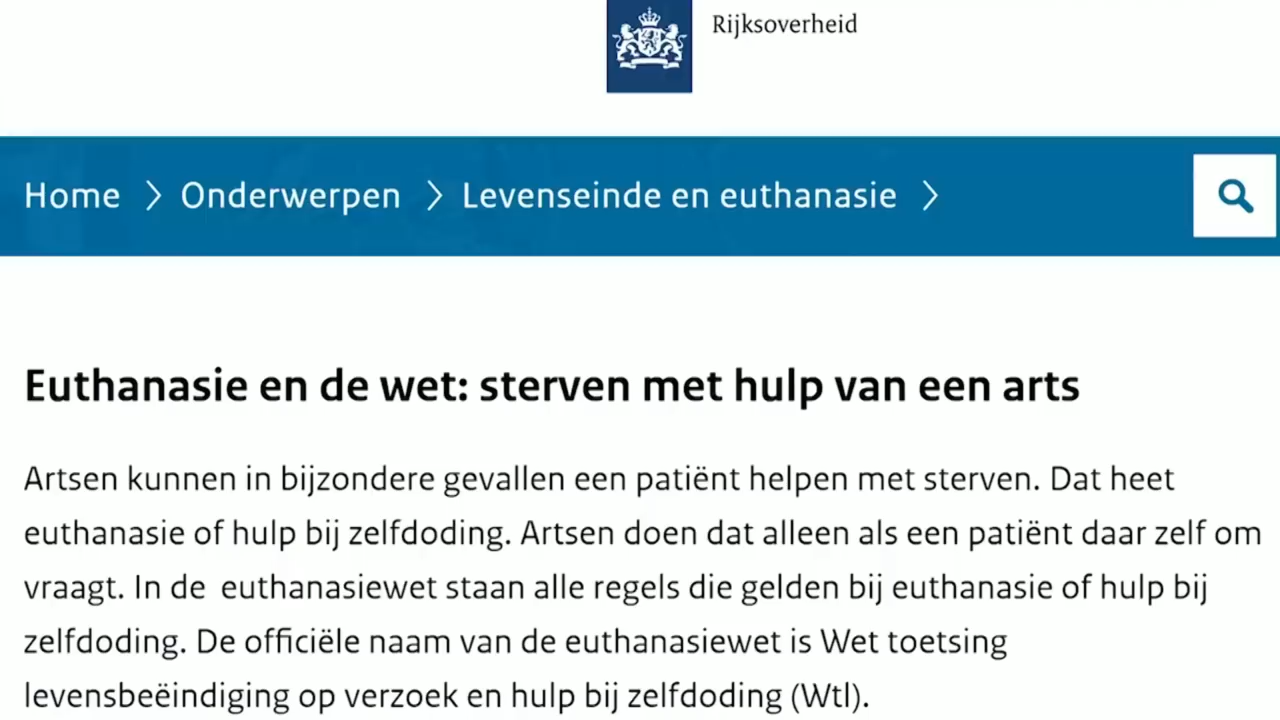 Rijksoverheid
Home > Onderwerpen > Levenseinde en euthanasie >
Euthanasie en de wet: sterven met hulp van een arts
Artsen kunnen in bijzondere gevallen een patiënt helpen met sterven. Dat heet
euthanasie of hulp bij zelfdoding. Artsen doen dat alleen als een patiënt daar zelf om
vraagt. In de euthanasiewet staan alle regels die gelden bij euthanasie of hulp bij
zelfdoding. De officiële naam van de euthanasiewet is Wet toetsing
levensbeëindiging op verzoek en hulp bij zelfdoding (Wtl).